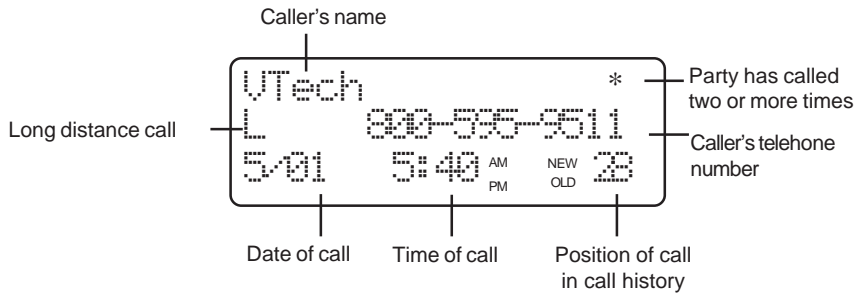 Caller's name
VTech *
Party has called
two or more times
Long distance call
L 800-595-9511
Caller's telehone
number
5/01 5:40 AM PM NEW OLD 28
Date of call
Time of call
Position of call
in call history